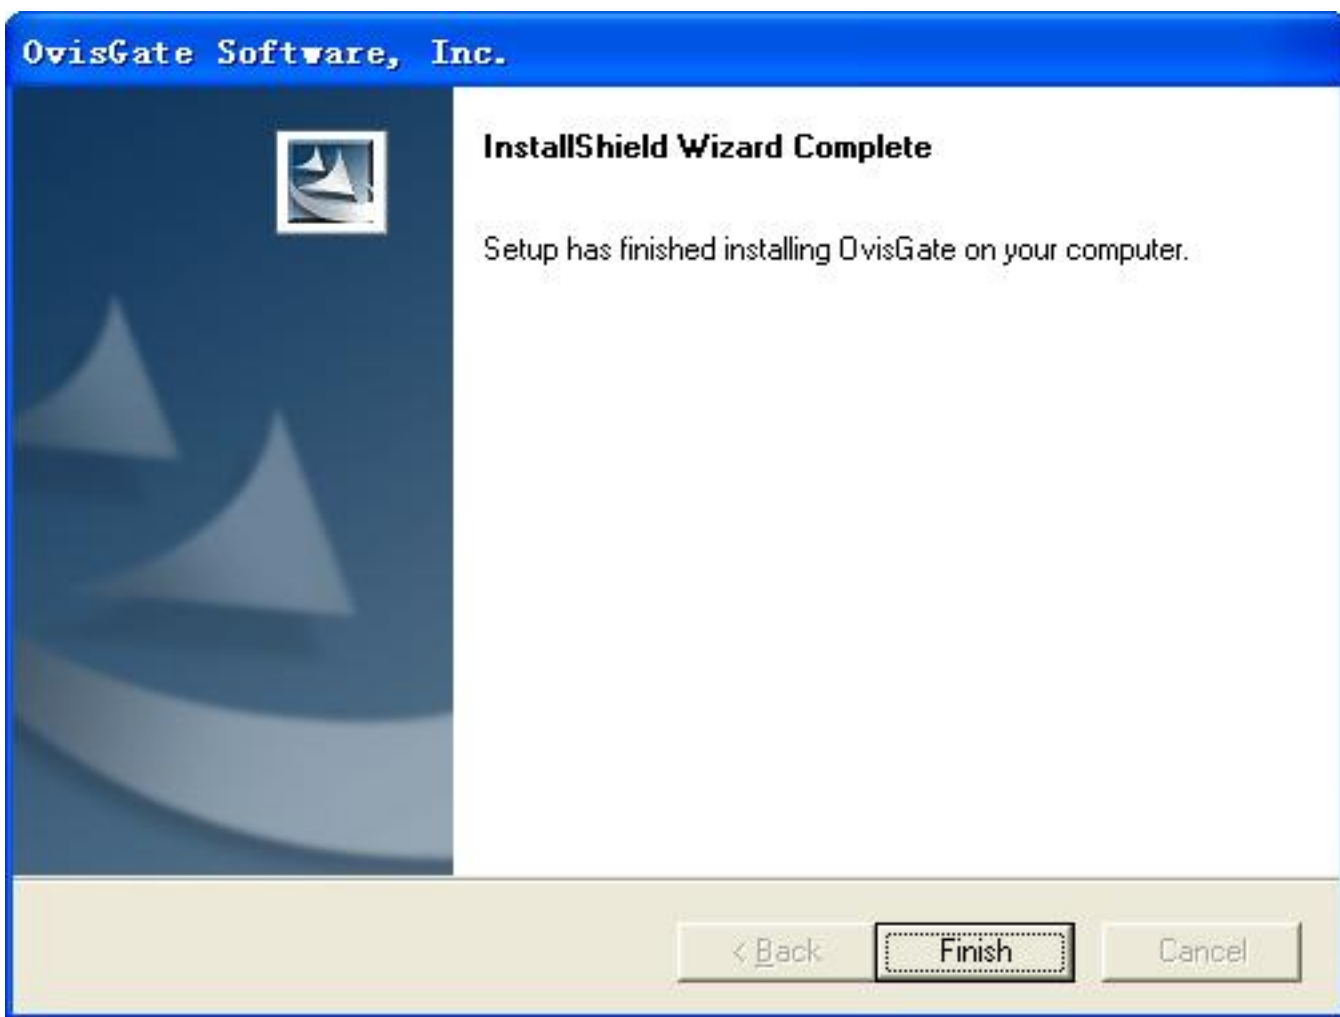 OvisGate Software, Inc.
InstallShield Wizard Complete
Setup has finished installing OvisGate on your computer.
< Back
Finish
Cancel